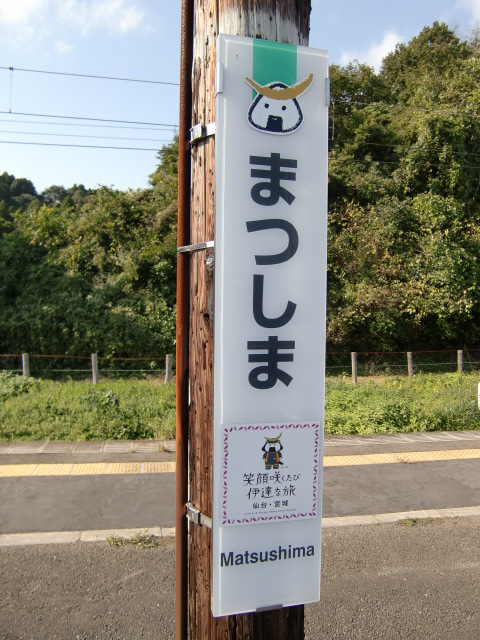 まつしま
笑顔咲くたび
伊達な旅
仙台・宮城
Matsushima